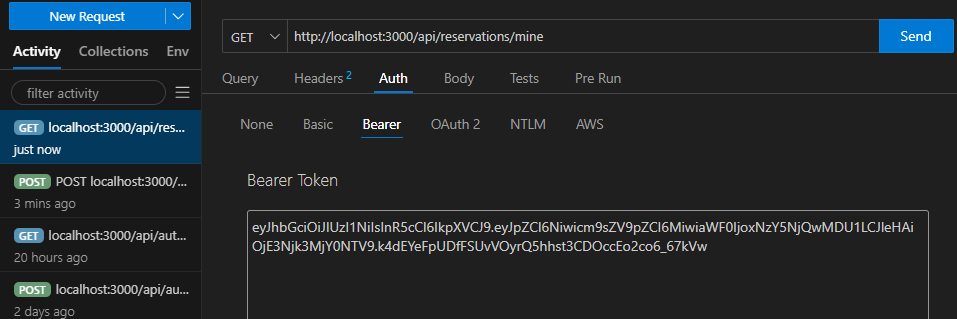 New Request
GET http://localhost:3000/api/reservations/mine Send
Activity Collections Env
Query Headers 2 Auth Body Tests Pre Run
filter activity
None Basic Bearer OAuth 2 NTLM AWS
GET localhost:3000/api/res...
just now
POST POST localhost:3000/...
3 mins ago
GET localhost:3000/api/aut...
20 hours ago
POST localhost:3000/api/au...
2 days ago
Bearer Token
eyJhbGciOiJIUzI1NiIsInR5cCI6IkpXVCJ9.eyJpZCI6Niwicm9sZV9pZCI6MiwiaWF0IjoxNzY5NjQwMDU1LCJleHAi
OjE3Njk3MjY0NTV9.k4dEYeFpUDfFSUvVOyrQ5hhst3CDOccEo2co6_67kVw